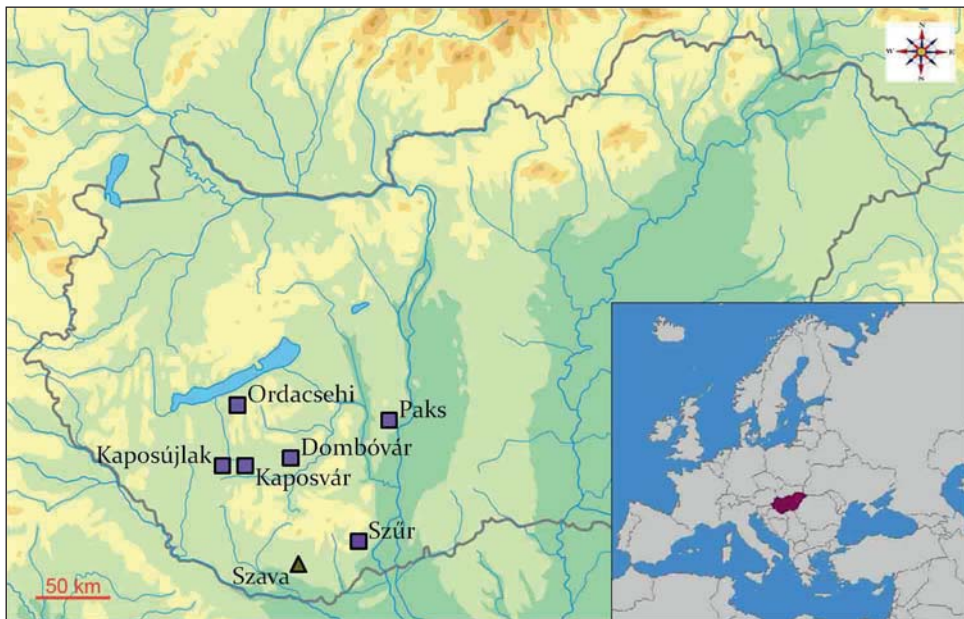 N
W E
S
Ordacsehi
Paks
Kaposújlak
Dombóvár
Kaposvár
Szűr
Szava
50 km